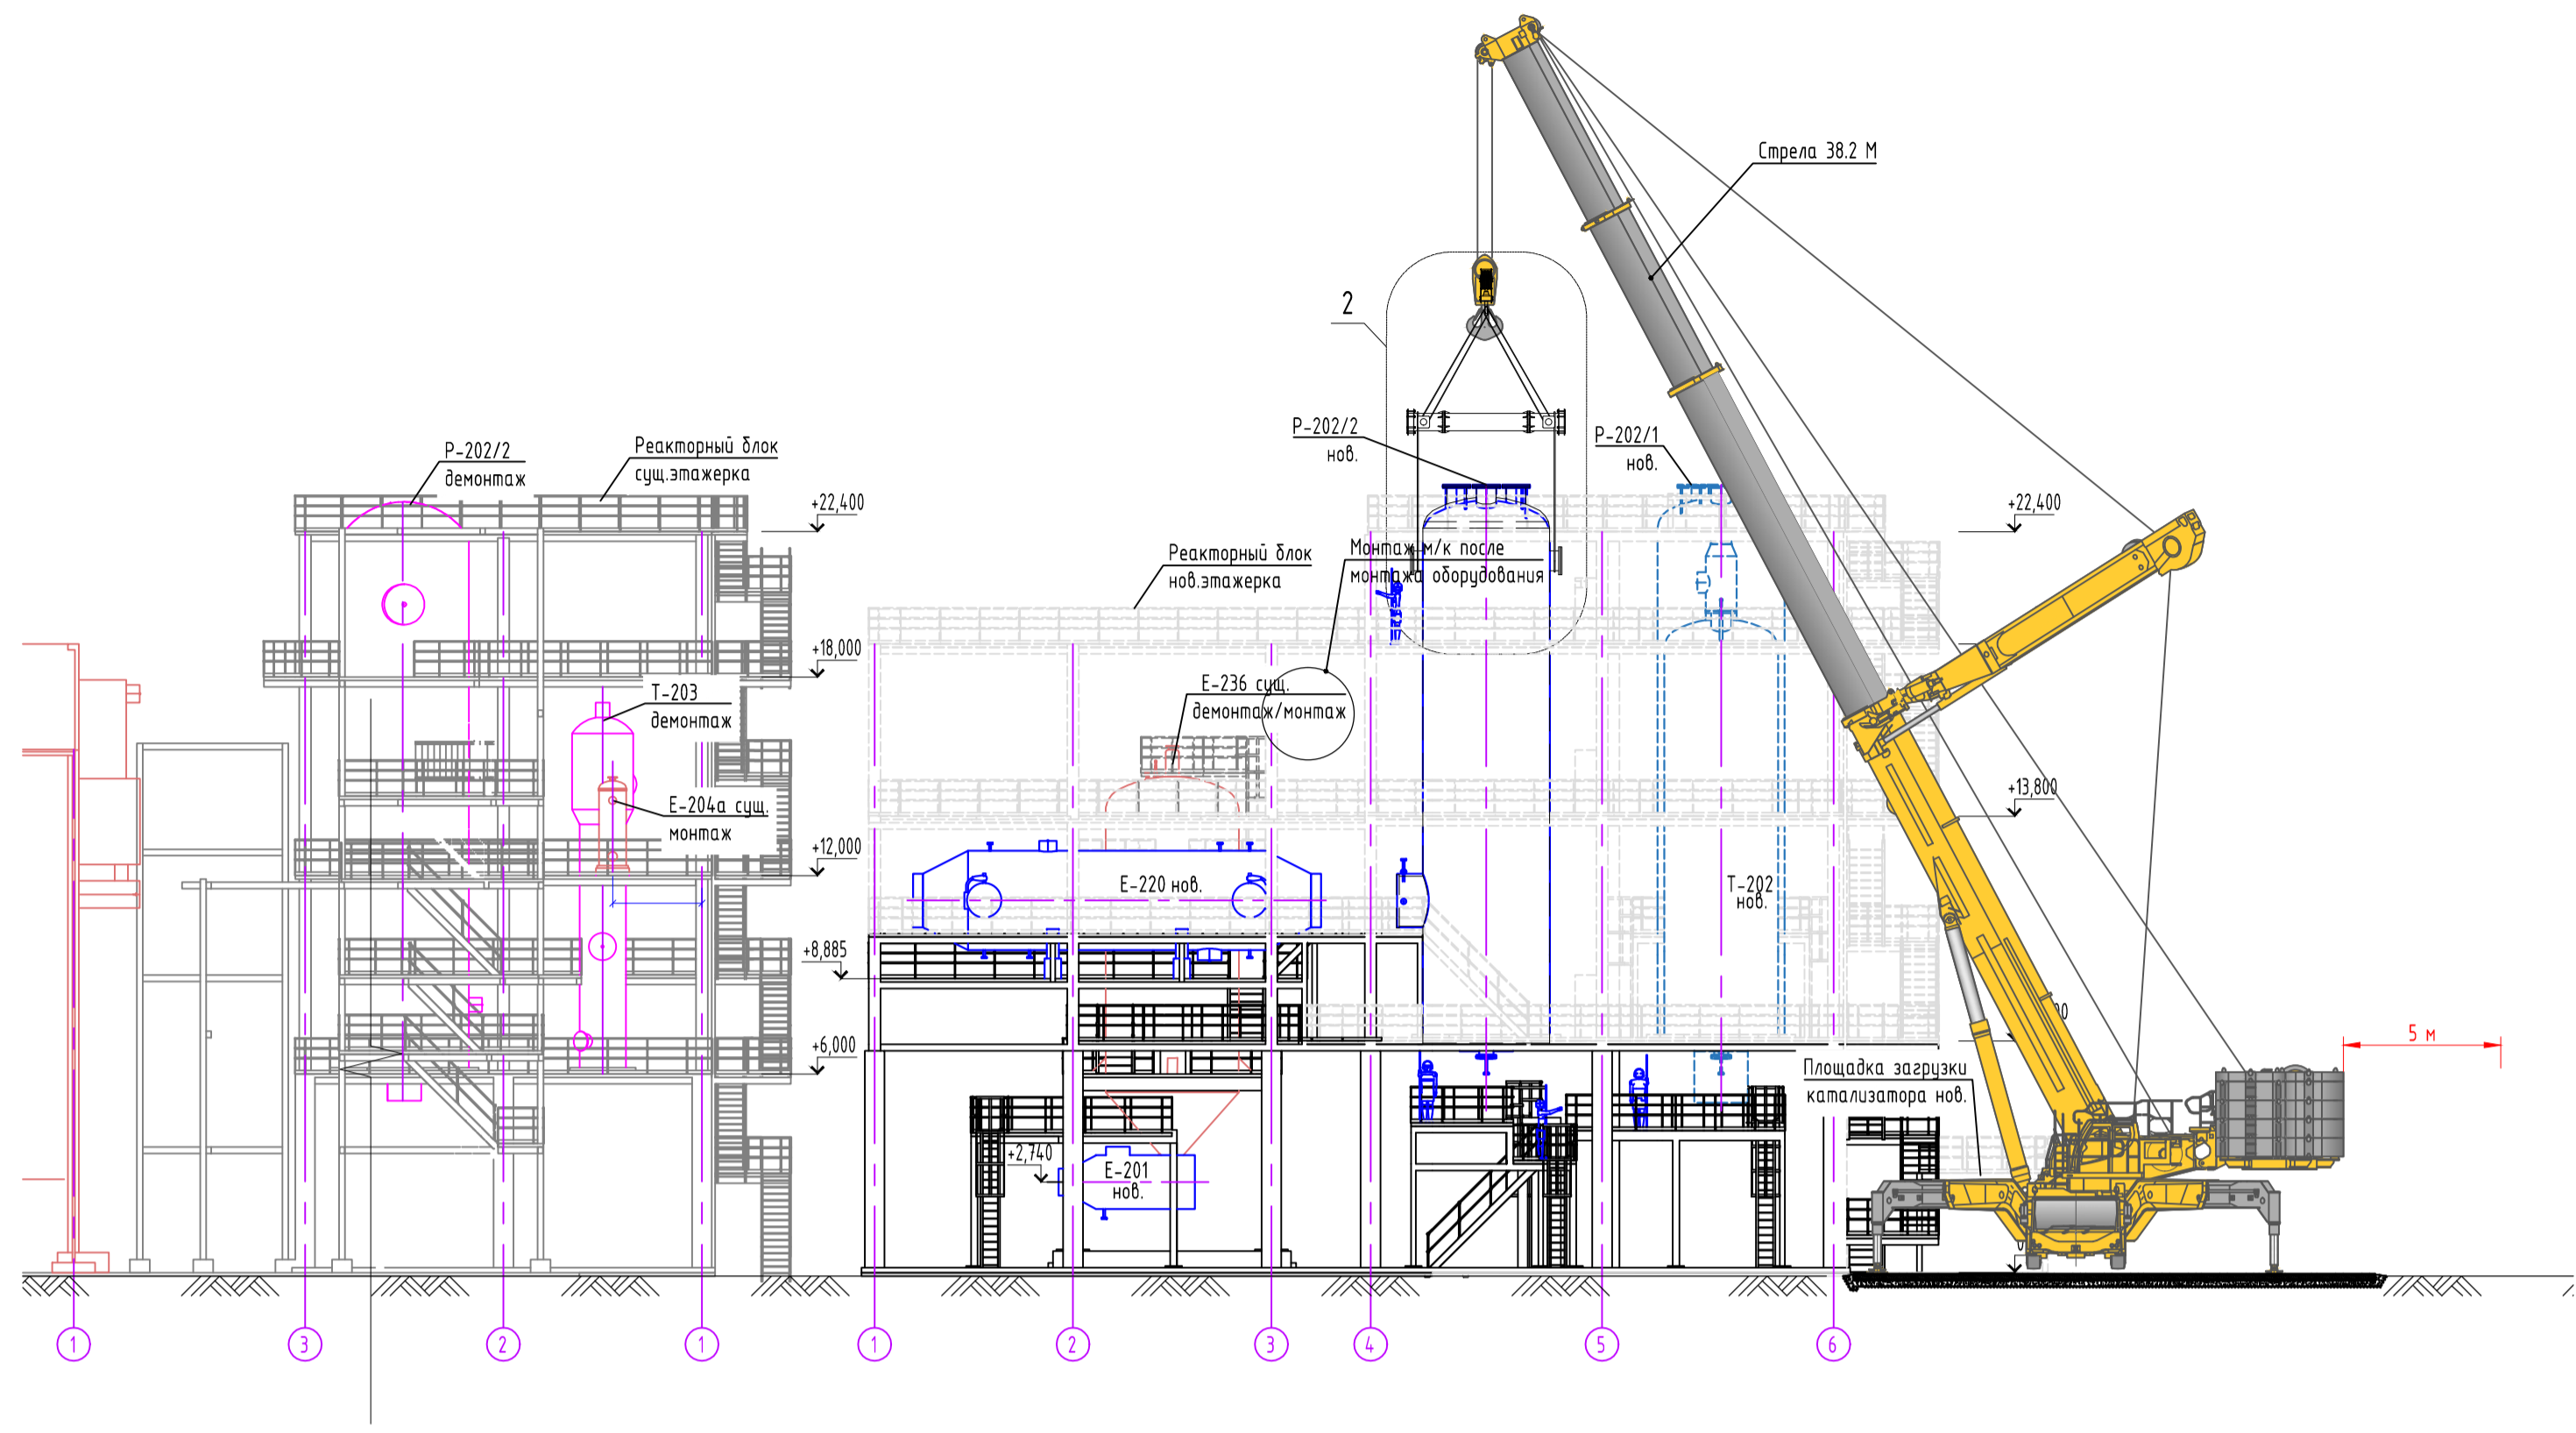 Стрела 38.2 М
2
Р-202/2
нов.
Р-202/1
нов.
Р-202/2
демонтаж
Реакторный блок
сущ.этажерка
+22,400
+22,400
Реакторный блок
нов.этажерка
Монтаж м/к после
монтажа оборудования
+18,000
Т-203
демонтаж
Е-236 сущ.
демонтаж/монтаж
+13,800
Е-204а сущ.
монтаж
+12,000
Е-220 нов.
Т-202
нов.
+8,885
+6,000
5 м
Площадка загрузки
катализатора нов.
+2,740
Е-201
нов.
1
3
2
1
1
2
3
4
5
6